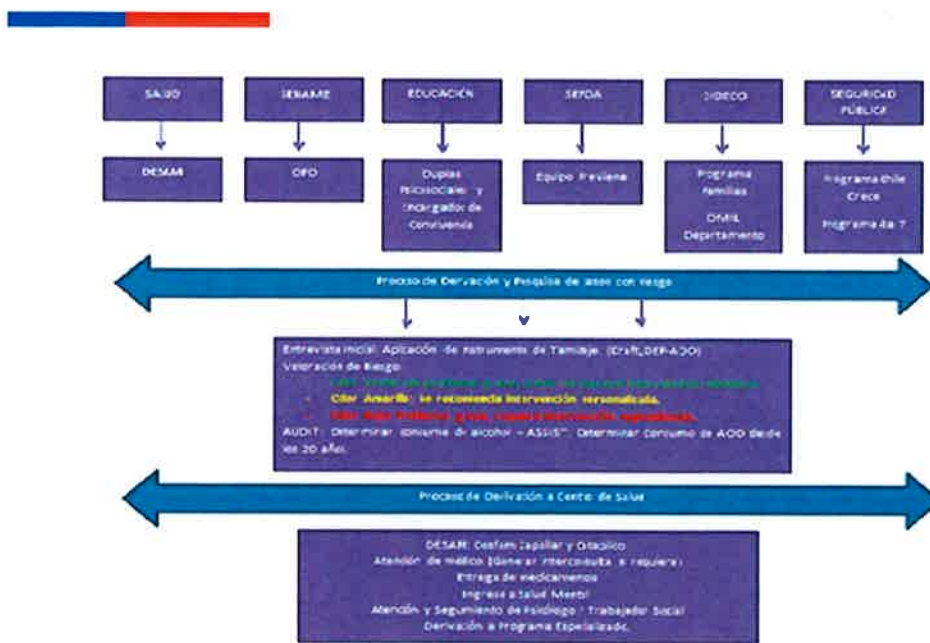 SALUD
SENAME
EDUCACIÓN
SENDA
DIDECO
SEGURIDAD
PÚBLICA
DESAM
OPD
Duplas
Psicosociales y
Encargados de
Convivencia
Equipo Previene
Programa
Familias
OMIL
Departamento
Programa Chile
Crece
Programa 4 a 7
Proceso de Derivación y Pesquisa de casos con riesgo
Entrevista Inicial: Aplicación de Instrumento de Tamizaje. (Craft, DEP-ADO)
Valoración de Riesgo:
- Color Amarillo: se recomienda intervención personalizada.
AUDIT: Determinar consumo de alcohol – ASSIST: Determinar consumo de AOD desde
los 20 años.
Proceso de Derivación a Centro de Salud
DESAM: Cesfam Zapallar y Catapilco
Atención de médico (Generar interconsulta si requiera)
Entrega de medicamentos
Ingreso a Salud Mental
Atención y Seguimiento de Psicólogo - Trabajador Social
Derivación a Programa Especializado.